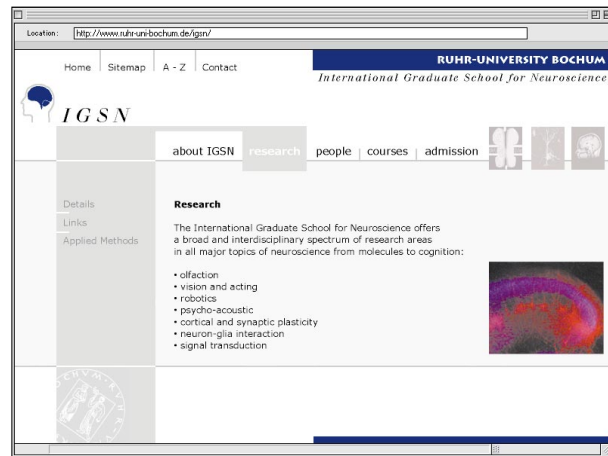 Location: http://www.ruhr-uni-bochum.de/igsn/
Home Sitemap A - Z Contact
RUHR-UNIVERSITY BOCHUM
International Graduate School for Neuroscience
IGSN
about IGSN research people courses admission
Details
Links
Applied Methods
Research
The International Graduate School for Neuroscience offers
a broad and interdisciplinary spectrum of research areas
in all major topics of neuroscience from molecules to cognition:
• olfaction
• vision and acting
• robotics
• psycho-acoustic
• cortical and synaptic plasticity
• neuron-glia interaction
• signal transduction